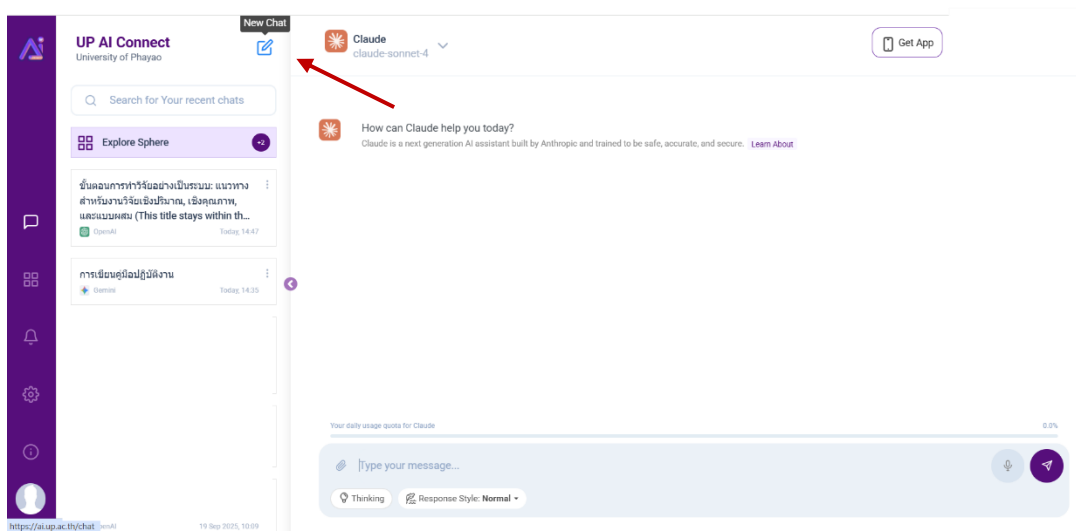 New Chat
UP AI Connect
University of Phayao
Search for Your recent chats
Explore Sphere
+2
ขั้นตอนการทำวิจัยอย่างเป็นระบบ: แนวทาง
สำหรับงานวิจัยเชิงปริมาณ, เชิงคุณภาพ,
และแบบผสม (This title stays within th...
OpenAI
Today, 14:47
การเขียนคู่มือปฏิบัติงาน
Gemini
Today, 14:35
19 Sep 2025, 10:09
https://ai.up.ac.th/chat
Claude
claude-sonnet-4
Get App
How can Claude help you today?
Claude is a next generation AI assistant built by Anthropic and trained to be safe, accurate, and secure. Learn About
Your daily usage quota for Claude
0.0%
Type your message...
Thinking
Response Style: Normal